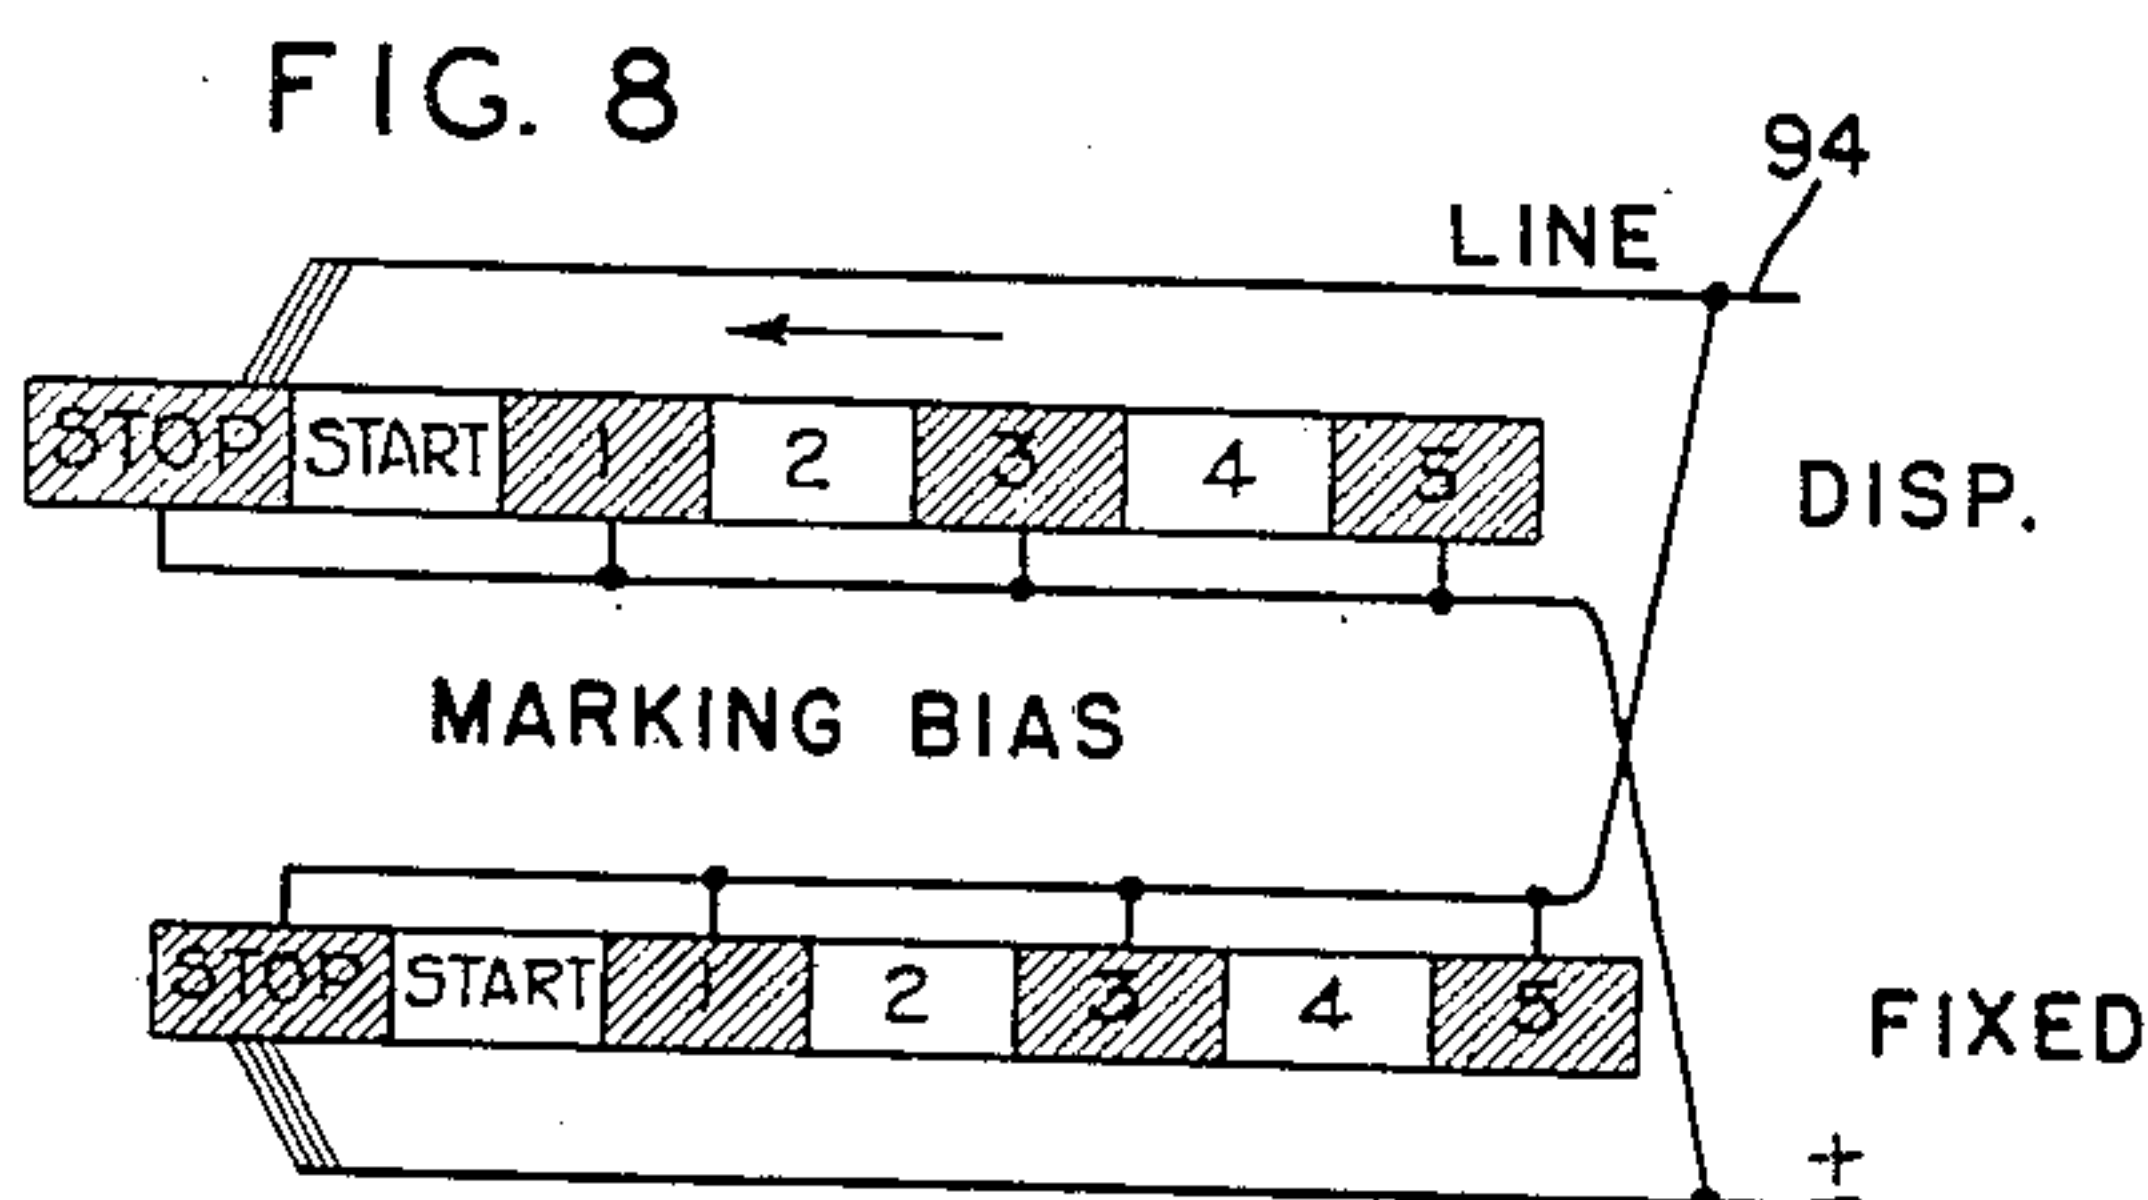 FIG. 8
94
LINE
STOP START 1 2 3 4 5
DISP.
MARKING BIAS
STOP START 1 2 3 4 5
FIXED
+